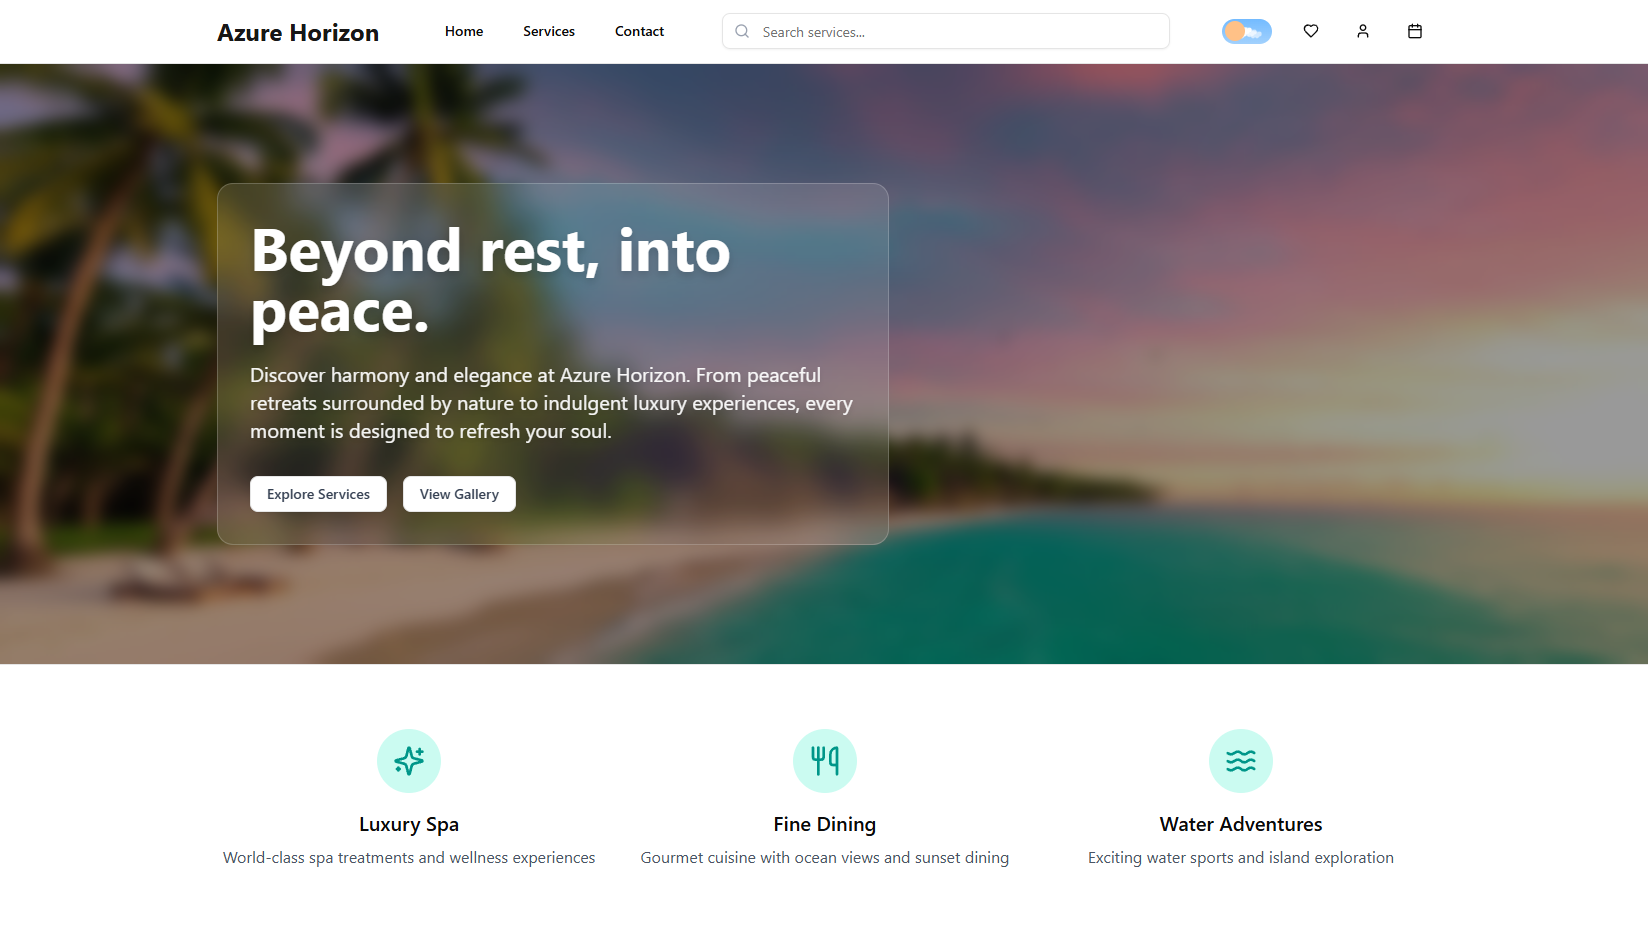 Azure Horizon
Home
Services
Contact
Search services...
Beyond rest, into
peace.
Discover harmony and elegance at Azure Horizon. From peaceful
retreats surrounded by nature to indulgent luxury experiences, every
moment is designed to refresh your soul.
Explore Services
View Gallery
Luxury Spa
World-class spa treatments and wellness experiences
Fine Dining
Gourmet cuisine with ocean views and sunset dining
Water Adventures
Exciting water sports and island exploration